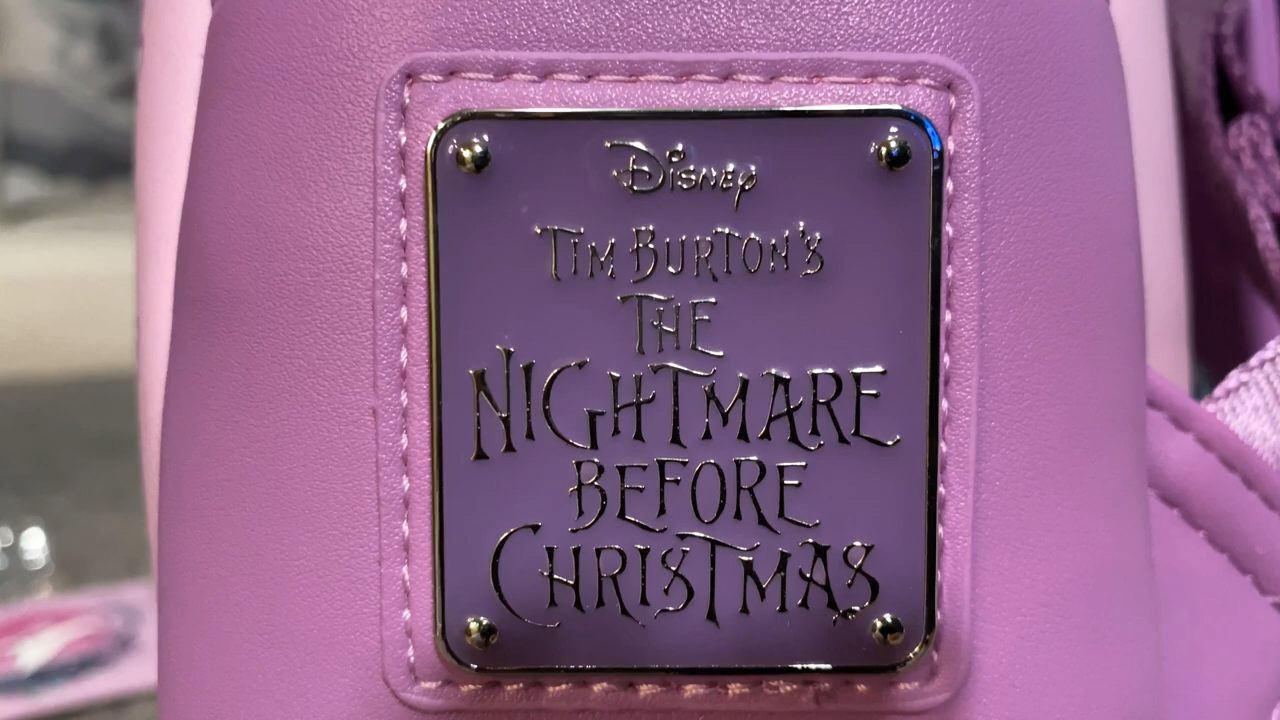 Disney
TIM BURTON'S
THE
NIGHTMARE
BEFORE
CHRISTMAS